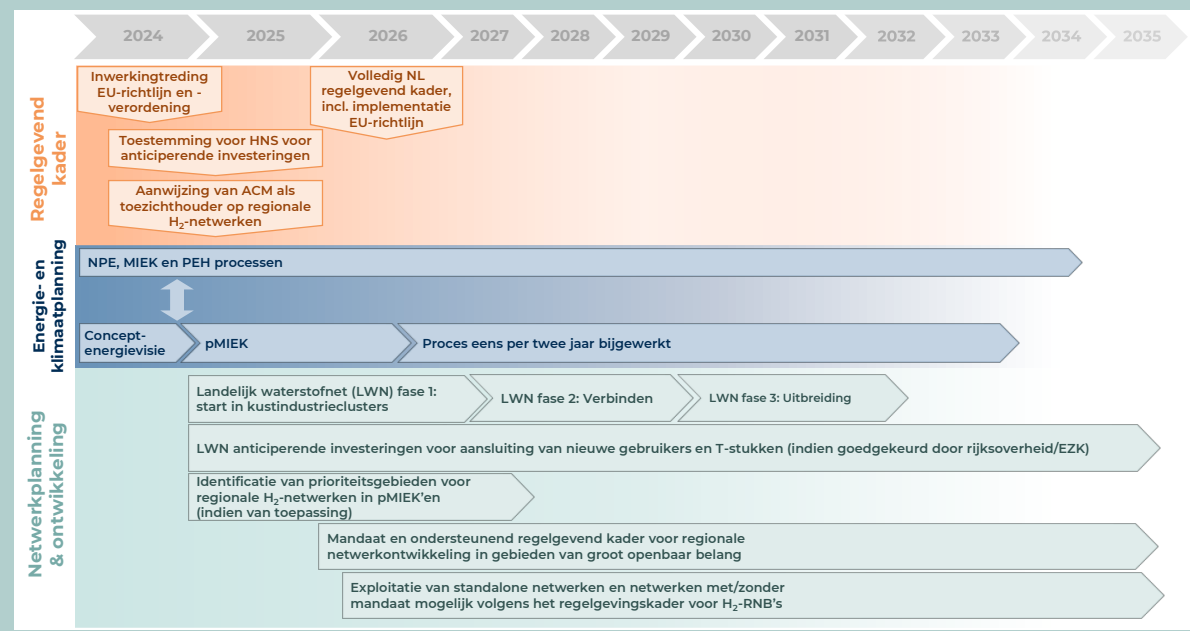 2024 2025 2026 2027 2028 2029 2030 2031 2032 2033 2034 2035
Regelgevend
kader
Inwerkingtreding
EU-richtlijn en -
verordening
Volledig NL
regelgevend kader,
incl. implementatie
EU-richtlijn
Toestemming voor HNS voor
anticiperende investeringen
Aanwijzing van ACM als
toezichthouder op regionale
H₂-netwerken
Energie- en
klimaatplanning
NPE, MIEK en PEH processen
Concept-
energievisie
pMIEK
Proces eens per twee jaar bijgewerkt
Netwerkplanning
& ontwikkeling
Landelijk waterstofnet (LWN) fase 1:
start in kustindustrieclusters
LWN fase 2: Verbinden
LWN fase 3: Uitbreiding
LWN anticiperende investeringen voor aansluiting van nieuwe gebruikers en T-stukken (indien goedgekeurd door rijksoverheid/EZK)
Identificatie van prioriteitsgebieden voor
regionale H₂-netwerken in pMIEK'en
(indien van toepassing)
Mandaat en ondersteunend regelgevend kader voor regionale
netwerkontwikkeling in gebieden van groot openbaar belang
Exploitatie van standalone netwerken en netwerken met/zonder
mandaat mogelijk volgens het regelgevingskader voor H₂-RNB's